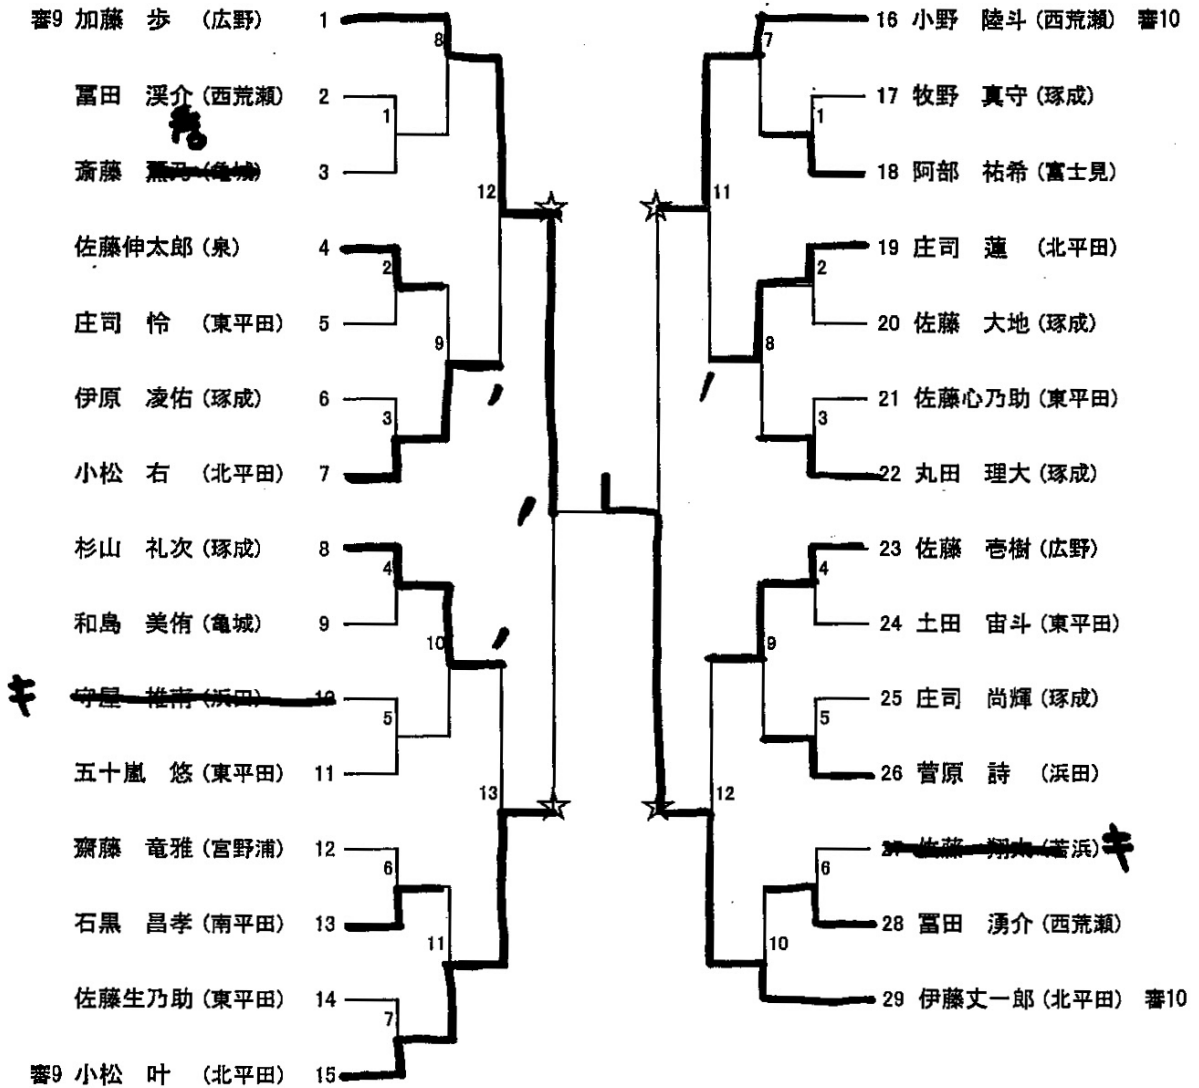 審9 加藤 歩 (広野) 1
冨田 渓介 (西荒瀬) 2
斎藤 3
佐藤伸太郎 (泉) 4
庄司 怜 (東平田) 5
伊原 凌佑 (琢成) 6
小松 右 (北平田) 7
杉山 礼次 (琢成) 8
和島 美侑 (亀城) 9
キ 守屋 (浜田) 10
五十嵐 悠 (東平田) 11
齋藤 竜雅 (宮野浦) 12
石黒 昌孝 (南平田) 13
佐藤生乃助 (東平田) 14
審9 小松 叶 (北平田) 15
8
1
12
2
9
3
4
10
5
13
6
11
7
☆
☆
☆
☆
7
1
11
2
8
3
4
9
5
12
6
10
16 小野 陸斗 (西荒瀬) 審10
17 牧野 真守 (琢成)
18 阿部 祐希 (富士見)
19 庄司 蓮 (北平田)
20 佐藤 大地 (琢成)
21 佐藤心乃助 (東平田)
22 丸田 理大 (琢成)
23 佐藤 壱樹 (広野)
24 土田 宙斗 (東平田)
25 庄司 尚輝 (琢成)
26 菅原 詩 (浜田)
27 佐藤 キ
28 冨田 湧介 (西荒瀬)
29 伊藤丈一郎 (北平田) 審10